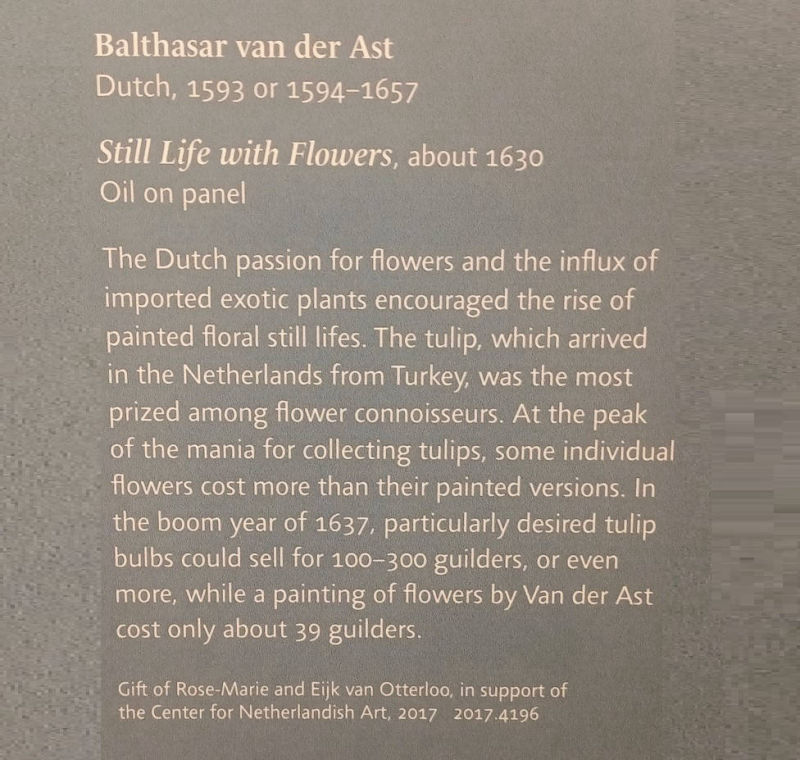 Balthasar van der Ast
Dutch, 1593 or 1594–1657
Still Life with Flowers, about 1630
Oil on panel
The Dutch passion for flowers and the influx of
imported exotic plants encouraged the rise of
painted floral still lifes. The tulip, which arrived
in the Netherlands from Turkey, was the most
prized among flower connoisseurs. At the peak
of the mania for collecting tulips, some individual
flowers cost more than their painted versions. In
the boom year of 1637, particularly desired tulip
bulbs could sell for 100–300 guilders, or even
more, while a painting of flowers by Van der Ast
cost only about 39 guilders.
Gift of Rose-Marie and Eijk van Otterloo, in support of
the Center for Netherlandish Art, 2017 2017.4196